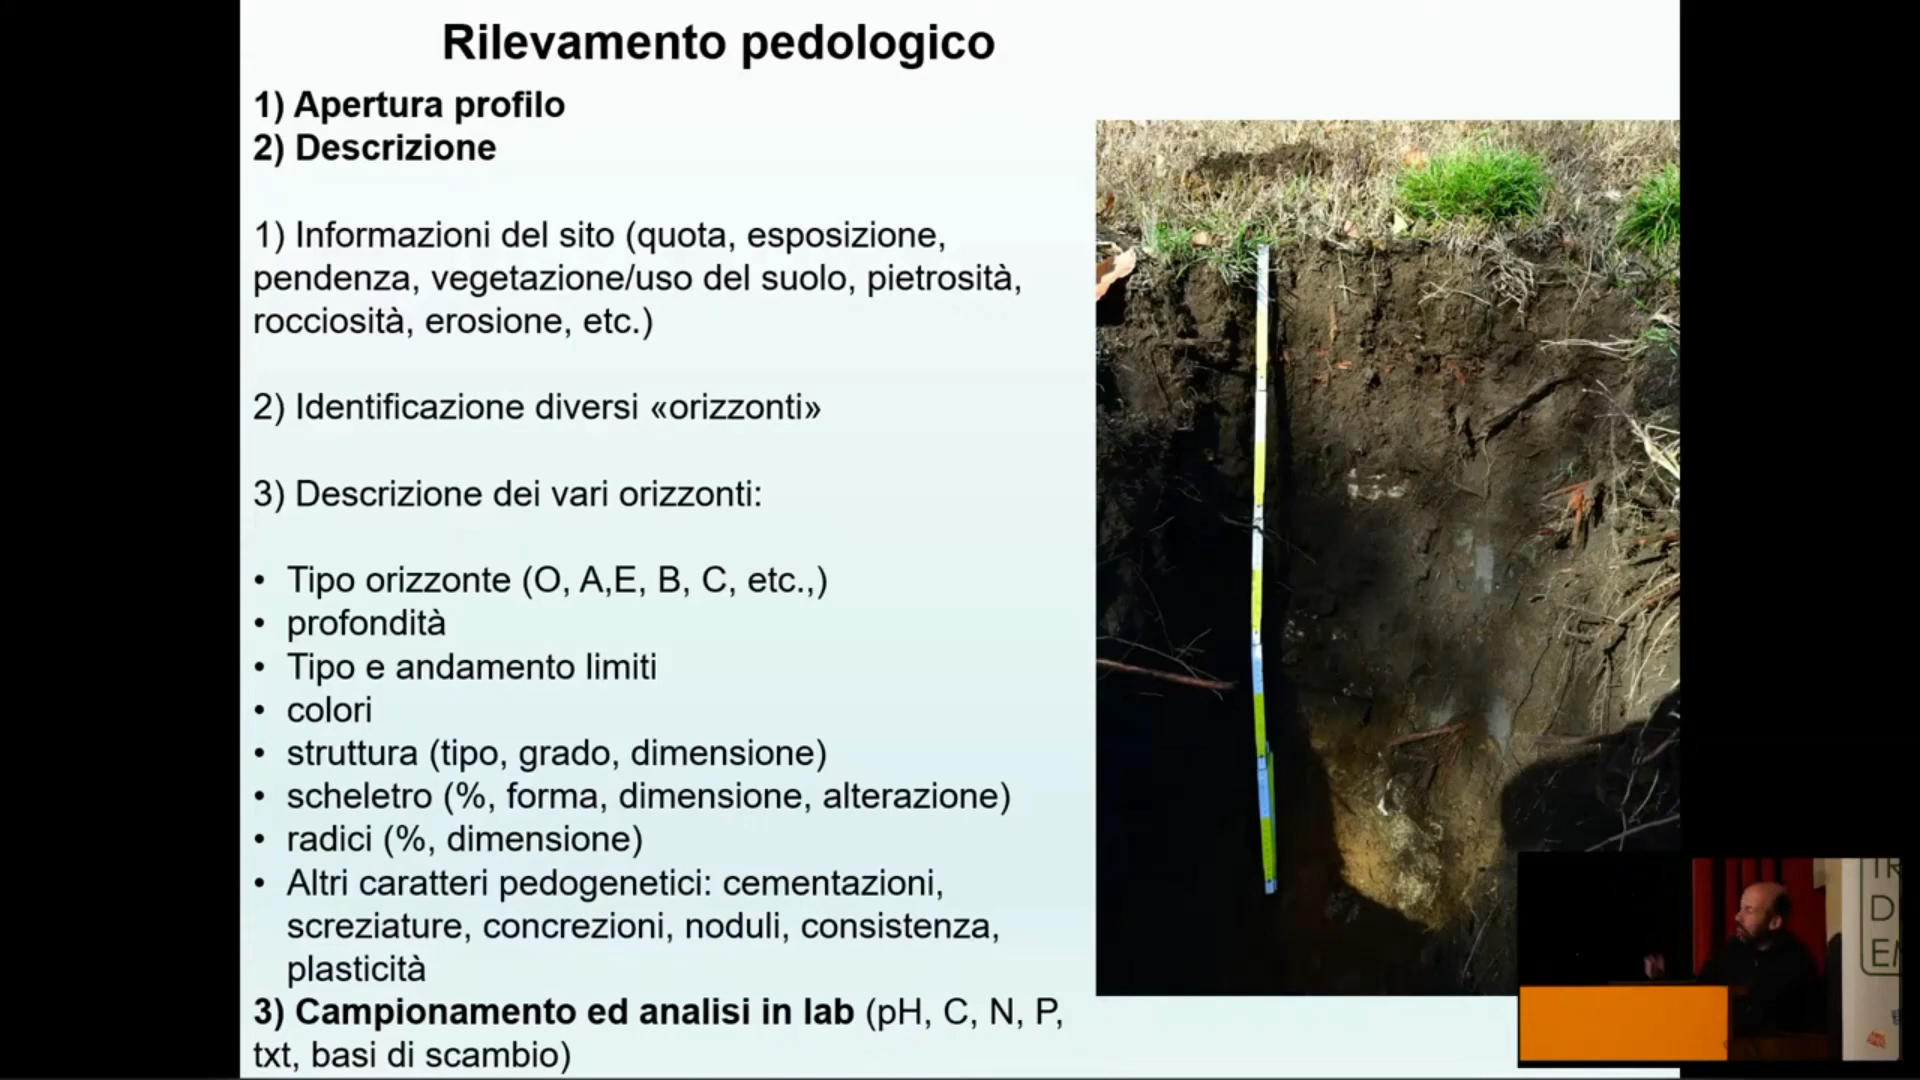 Rilevamento pedologico
1) Apertura profilo
2) Descrizione
1) Informazioni del sito (quota, esposizione,
pendenza, vegetazione/uso del suolo, pietrosità,
rocciosità, erosione, etc.)
2) Identificazione diversi «orizzonti»
3) Descrizione dei vari orizzonti:
• Tipo orizzonte (O, A,E, B, C, etc.,)
• profondità
• Tipo e andamento limiti
• colori
• struttura (tipo, grado, dimensione)
• scheletro (%, forma, dimensione, alterazione)
• radici (%, dimensione)
• Altri caratteri pedogenetici: cementazioni,
screziature, concrezioni, noduli, consistenza,
plasticità
3) Campionamento ed analisi in lab (pH, C, N, P,
txt, basi di scambio)